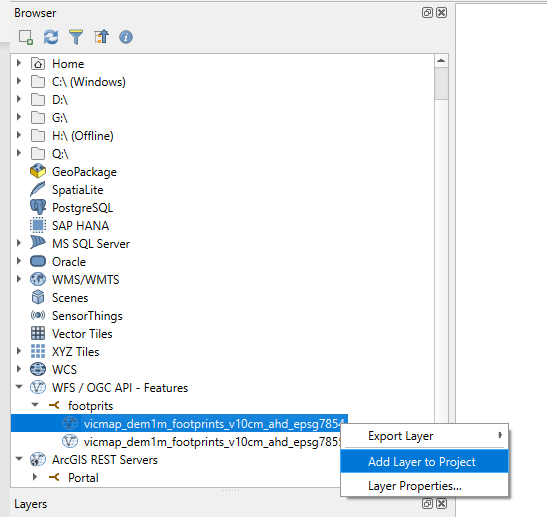 Browser
Home
C:\ (Windows)
D:\
G:\
H:\ (Offline)
Q:\
GeoPackage
SpatiaLite
PostgreSQL
SAP HANA
MS SQL Server
Oracle
WMS/WMTS
Scenes
SensorThings
Vector Tiles
XYZ Tiles
WCS
WFS / OGC API - Features
footprits
vicmap_dem1m_footprints_v10cm_ahd_epsg7854
vicmap_dem1m_footprints_v10cm_ahd_epsg7855
ArcGIS REST Servers
Portal
Export Layer
Add Layer to Project
Layer Properties...
Layers